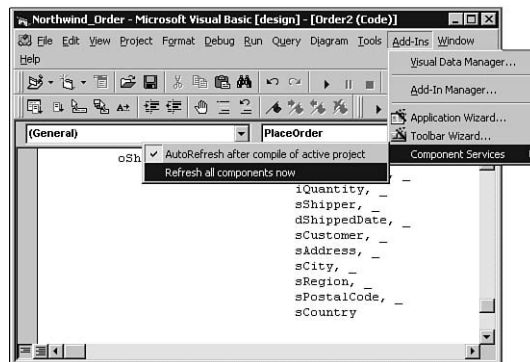 Northwind_Order - Microsoft Visual Basic [design] - [Order2 (Code)]
File Edit View Project Format Debug Run Query Diagram Tools Add-Ins Window
Help
Visual Data Manager...
Add-In Manager...
Application Wizard...
Toolbar Wizard...
Component Services
(General)
PlaceOrder
AutoRefresh after compile of active project
Refresh all components now
oSh
, _
iQuantity, _
sShipper, _
dShippedDate, _
sCustomer, _
sAddress, _
sCity, _
sRegion, _
sPostalCode, _
sCountry